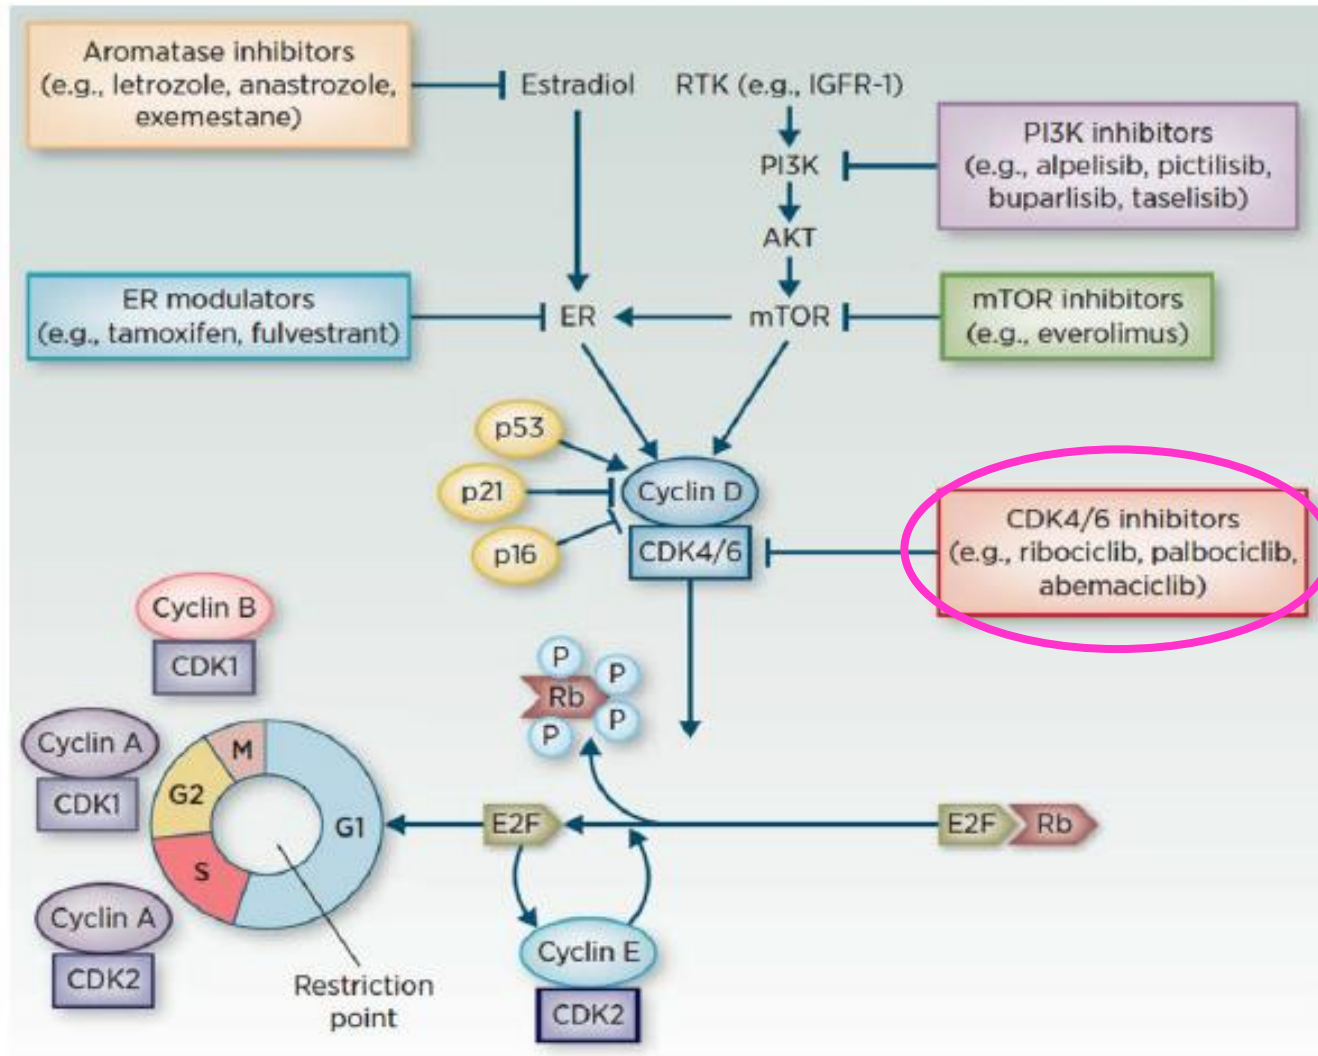 Aromatase inhibitors
(e.g., letrozole, anastrozole,
exemestane)
Estradiol
RTK (e.g., IGFR-1)
PI3K inhibitors
(e.g., alpelisib, pictilisib,
buparlisib, taselisib)
PI3K
AKT
ER modulators
(e.g., tamoxifen, fulvestrant)
ER
mTOR
mTOR inhibitors
(e.g., everolimus)
p53
p21
p16
Cyclin D
CDK4/6
CDK4/6 inhibitors
(e.g., ribociclib, palbociclib,
abemaciclib)
Cyclin B
CDK1
P
P
Rb
P
P
Cyclin A
CDK1
M
G2
G1
S
E2F
E2F
Rb
Cyclin A
CDK2
Cyclin E
CDK2
Restriction
point